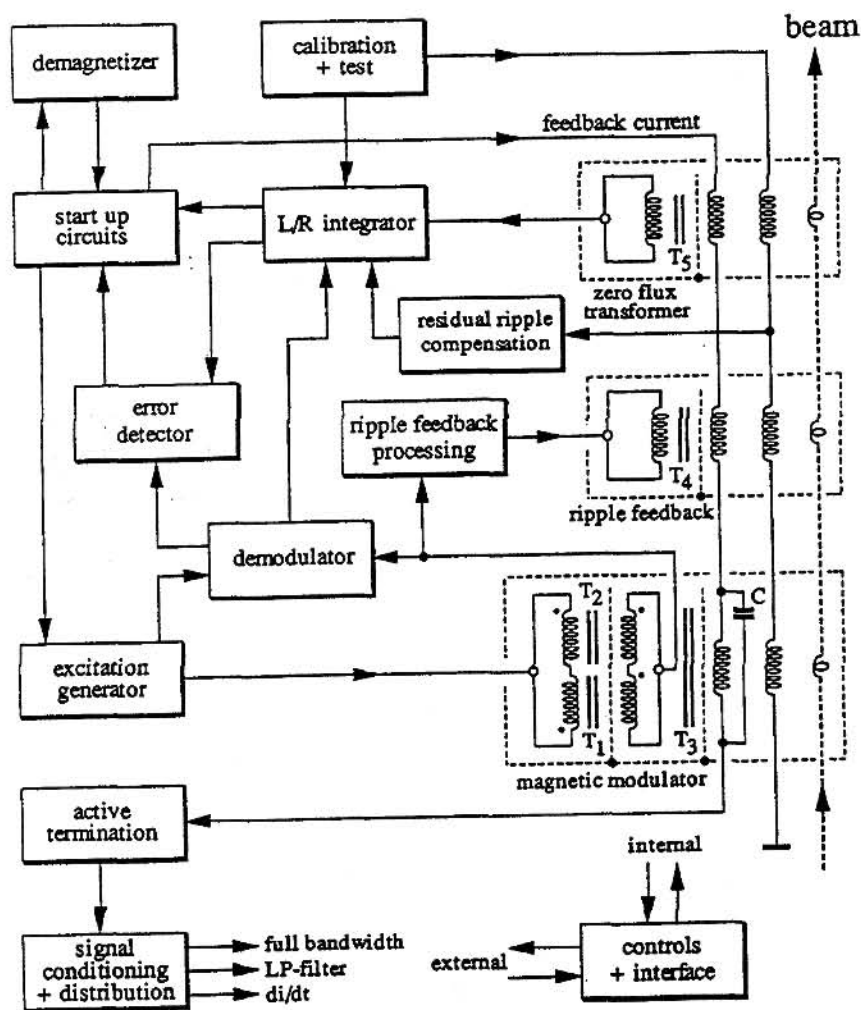 beam
demagnetizer
calibration
+ test
feedback current
start up
circuits
L/R integrator
T5
zero flux
transformer
residual ripple
compensation
error
detector
ripple feedback
processing
T4
ripple feedback
demodulator
T2
C
excitation
generator
T1
T3
magnetic modulator
active
termination
internal
signal
conditioning
+ distribution
full bandwidth
LP-filter
di/dt
external
controls
+ interface